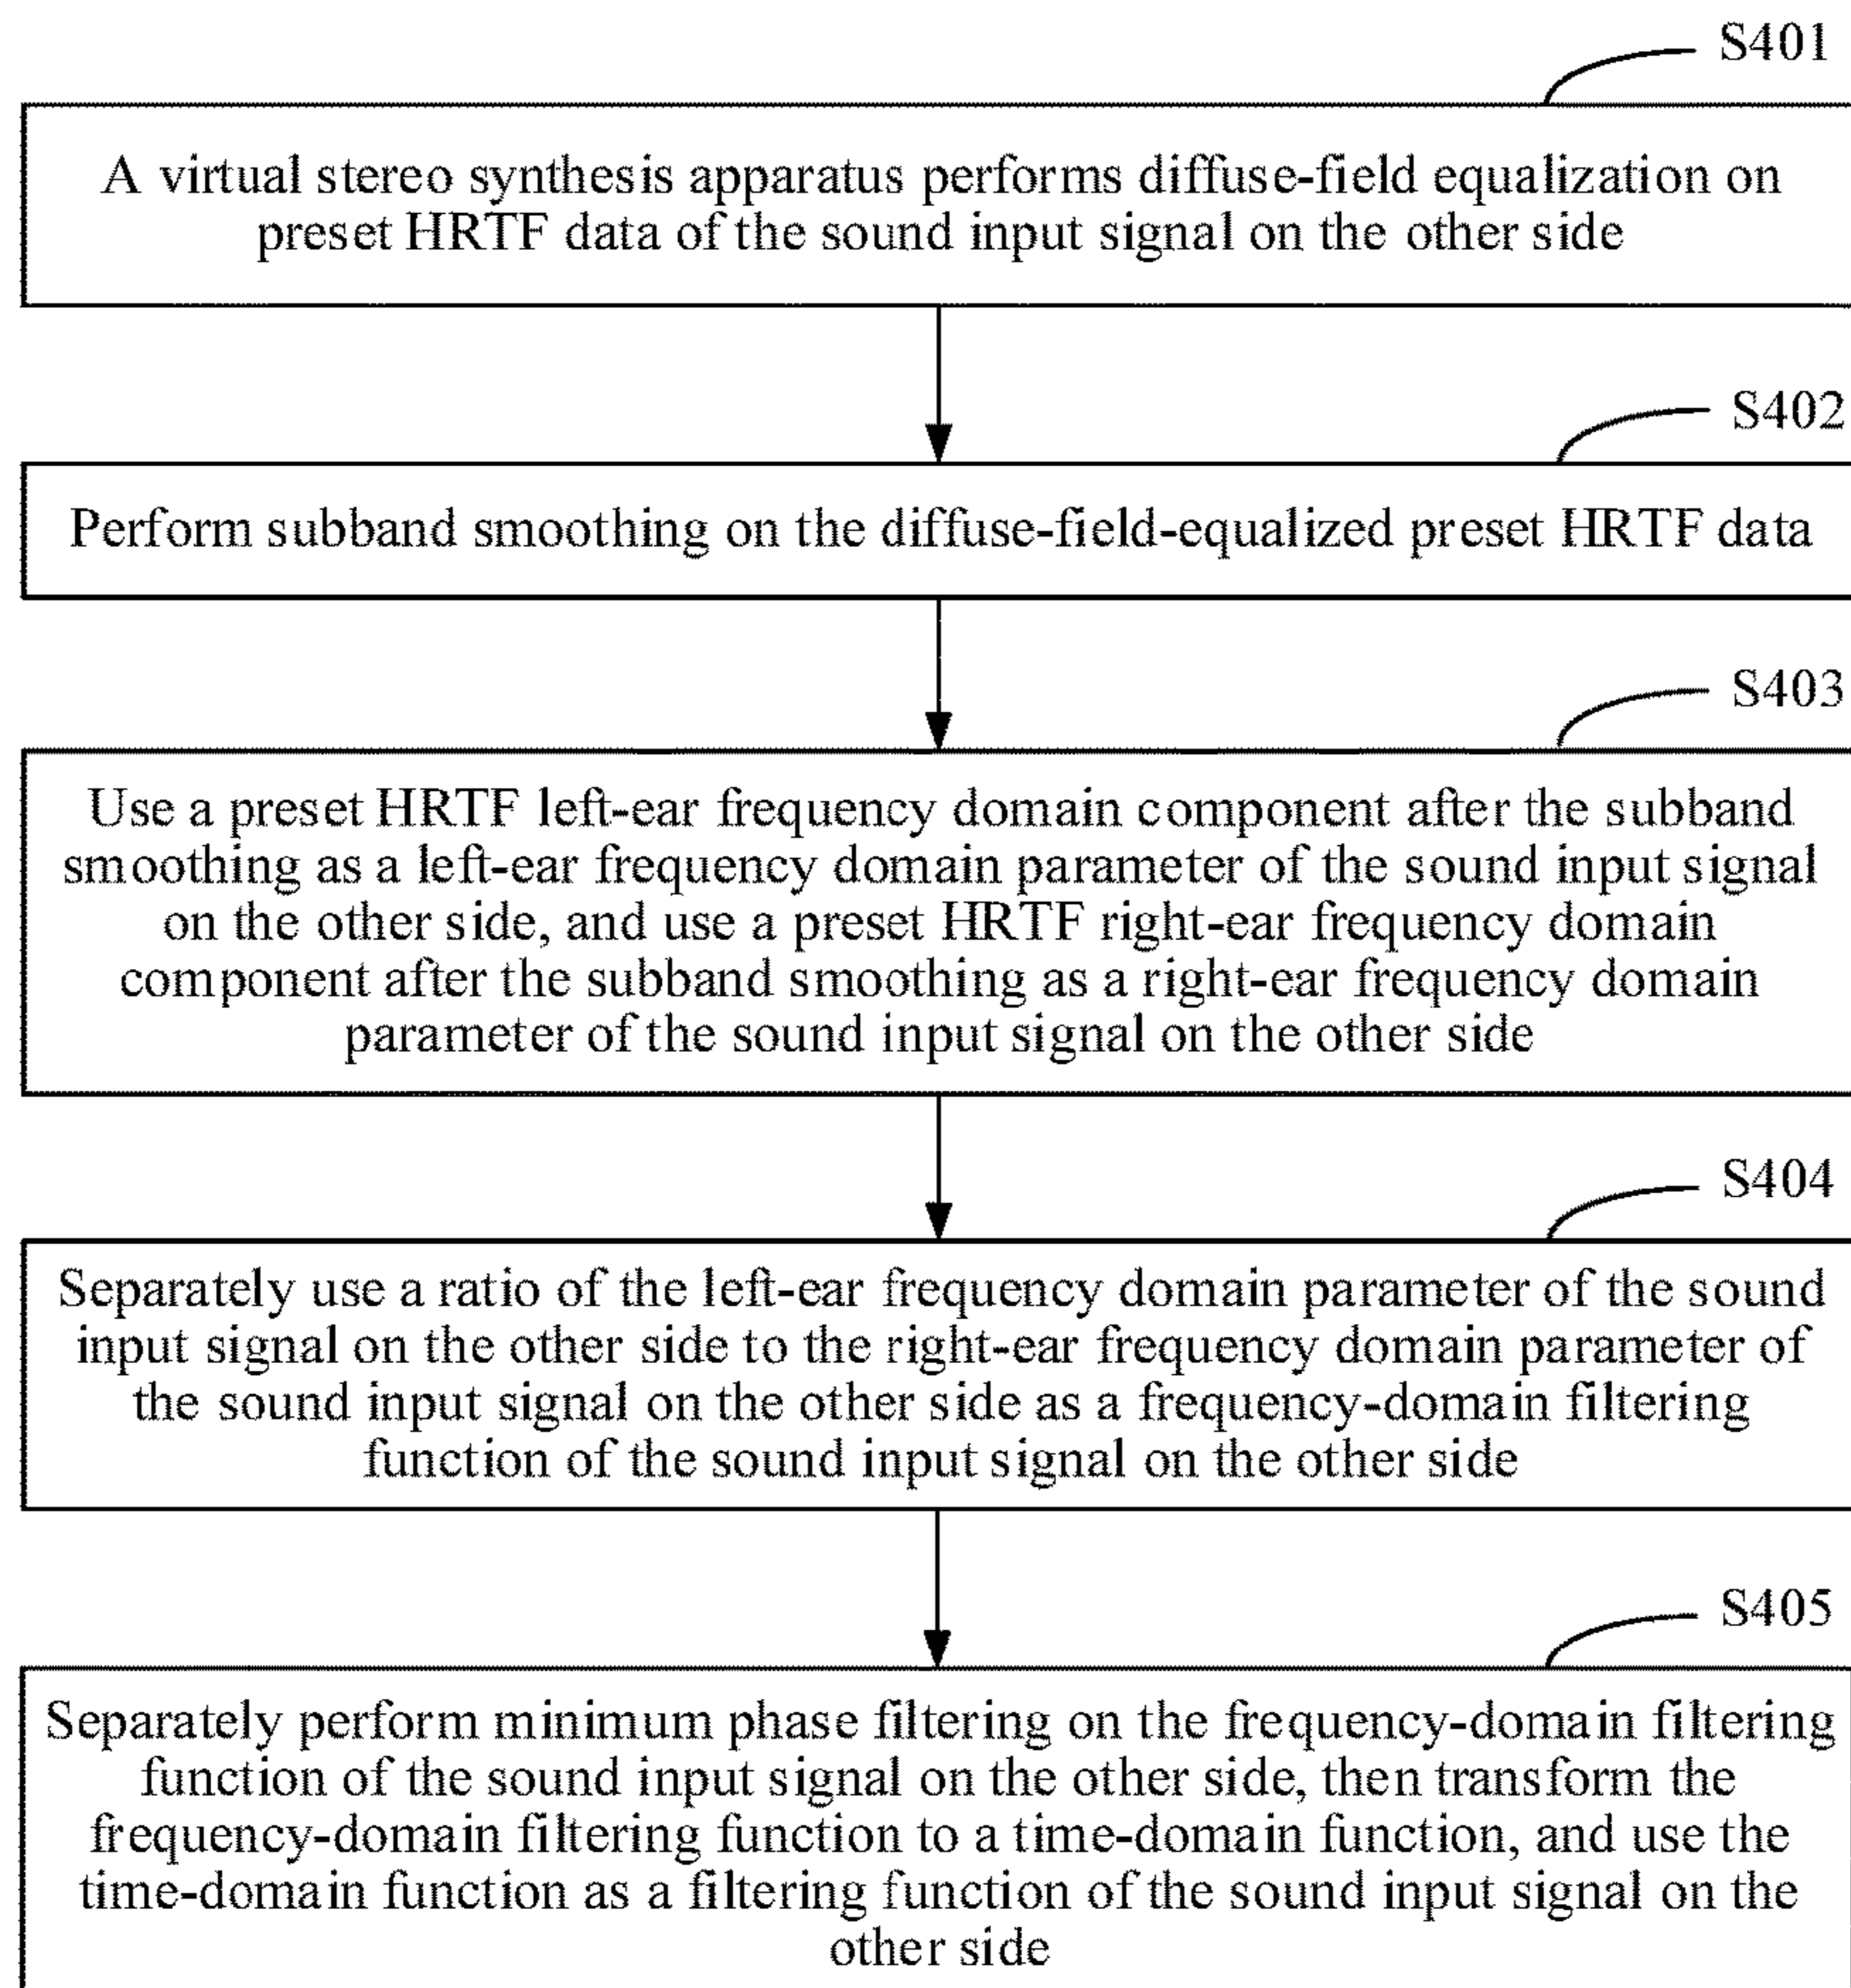 S401
A virtual stereo synthesis apparatus performs diffuse-field equalization on
preset HRTF data of the sound input signal on the other side
S402
Perform subband smoothing on the diffuse-field-equalized preset HRTF data
S403
Use a preset HRTF left-ear frequency domain component after the subband
smoothing as a left-ear frequency domain parameter of the sound input signal
on the other side, and use a preset HRTF right-ear frequency domain
component after the subband smoothing as a right-ear frequency domain
parameter of the sound input signal on the other side
S404
Separately use a ratio of the left-ear frequency domain parameter of the sound
input signal on the other side to the right-ear frequency domain parameter of
the sound input signal on the other side as a frequency-domain filtering
function of the sound input signal on the other side
S405
Separately perform minimum phase filtering on the frequency-domain filtering
function of the sound input signal on the other side, then transform the
frequency-domain filtering function to a time-domain function, and use the
time-domain function as a filtering function of the sound input signal on the
other side